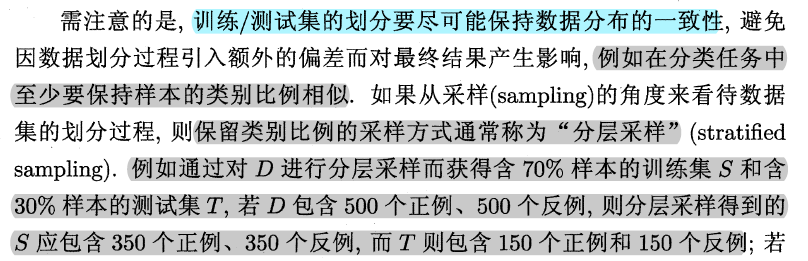 需注意的是, 训练/测试集的划分要尽可能保持数据分布的一致性, 避免
因数据划分过程引入额外的偏差而对最终结果产生影响, 例如在分类任务中
至少要保持样本的类别比例相似. 如果从采样(sampling)的角度来看待数据
集的划分过程, 则保留类别比例的采样方式通常称为“分层采样” (stratified
sampling). 例如通过对 D 进行分层采样而获得含 70% 样本的训练集 S 和含
30% 样本的测试集 T, 若 D 包含 500 个正例、500 个反例, 则分层采样得到的
S 应包含 350 个正例、350 个反例, 而 T 则包含 150 个正例和 150 个反例; 若